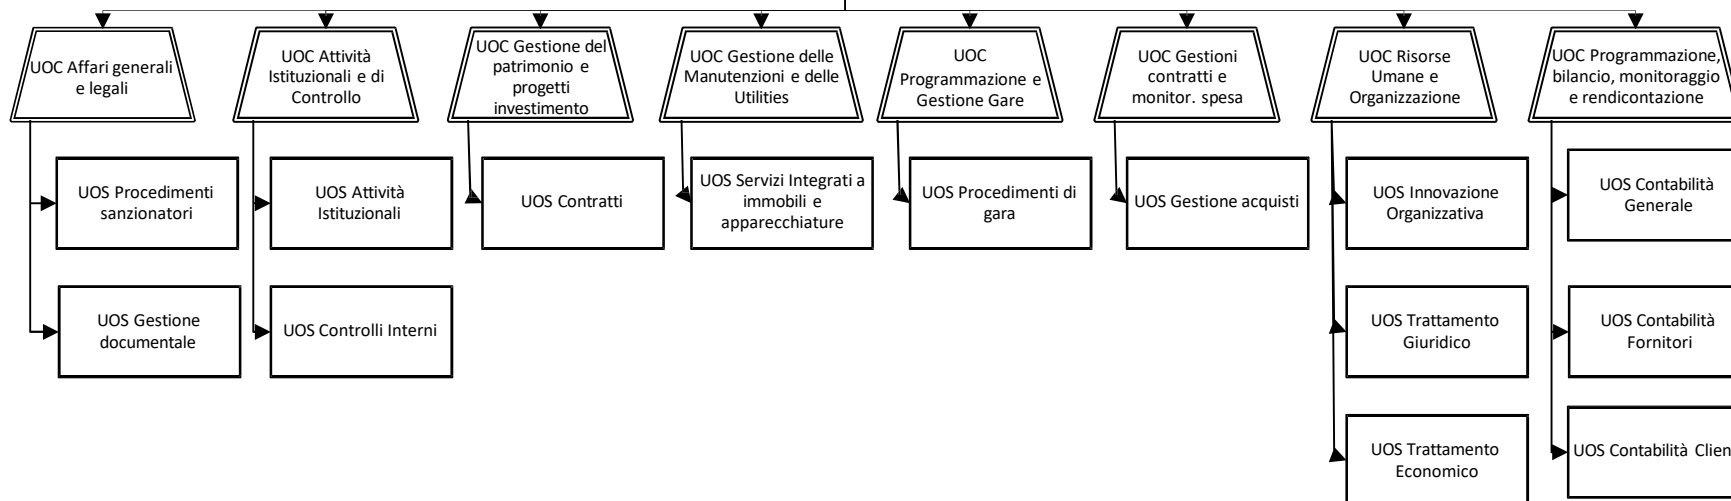 UOC Affari generali
e legali
UOC Attività
Istituzionali e di
Controllo
UOC Gestione del
patrimonio e
progetti
investimento
UOC Gestione delle
Manutenzioni e delle
Utilities
UOC
Programmazione e
Gestione Gare
UOC Gestioni
contratti e
monitor. spesa
UOC Risorse
Umane e
Organizzazione
UOC Programmazione,
bilancio, monitoraggio
e rendicontazione
UOS Procedimenti
sanzionatori
UOS Attività
Istituzionali
UOS Contratti
UOS Servizi Integrati a
immobili e
apparecchiature
UOS Procedimenti di
gara
UOS Gestione acquisti
UOS Innovazione
Organizzativa
UOS Contabilità
Generale
UOS Gestione
documentale
UOS Controlli Interni
UOS Trattamento
Giuridico
UOS Contabilità
Fornitori
UOS Trattamento
Economico
UOS Contabilità Clien